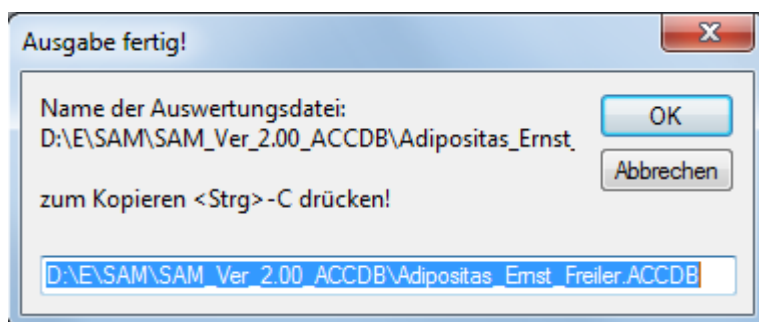 Ausgabe fertig!
Name der Auswertungsdatei:
D:\E\SAM\SAM_Ver_2.00_ACCDB\Adipositas_Ernst_
OK
Abbrechen
zum Kopieren <Strg>-C drücken!
D:\E\SAM\SAM_Ver_2.00_ACCDB\Adipositas_Ernst_Freiler.ACCDB